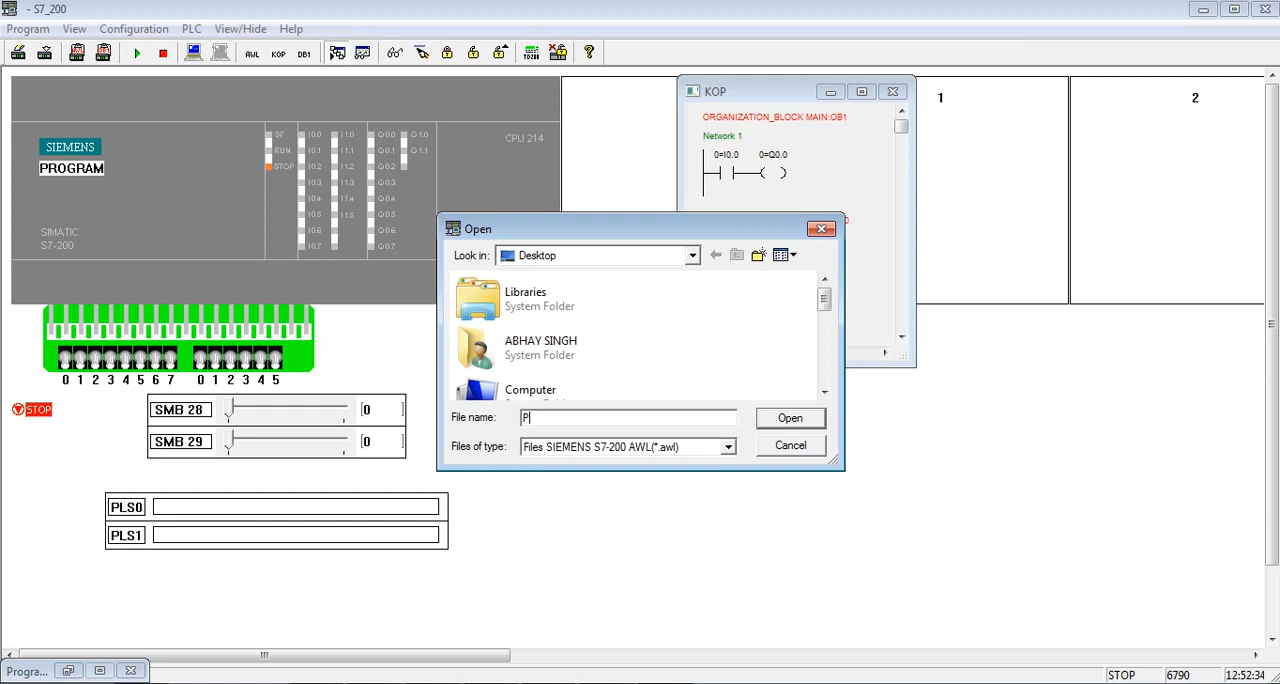 - S7_200
Program View Configuration PLC View/Hide Help
AWL KOP DB1 TD200
1
2
SIEMENS
PROGRAM
SIMATIC
S7-200
CPU 214
SF I0.0 I1.0 Q0.0 Q1.0
RUN I0.1 I1.1 Q0.1 Q1.1
STOP I0.2 I1.2 Q0.2
I0.3 I1.3 Q0.3
I0.4 I1.4 Q0.4
I0.5 I1.5 Q0.5
I0.6 Q0.6
I0.7 Q0.7
KOP
ORGANIZATION_BLOCK MAIN:OB1
Network 1
0=I0.0 0=Q0.0
Open
Look in: Desktop
Libraries
System Folder
ABHAY SINGH
System Folder
Computer
File name: P
Open
Files of type: Files SIEMENS S7-200 AWL(*.awl)
Cancel
0 1 2 3 4 5 6 7 0 1 2 3 4 5
STOP
SMB 28 [0 ]
SMB 29 [0 ]
PLS0
PLS1
Progra...
STOP 6790 12:52:34